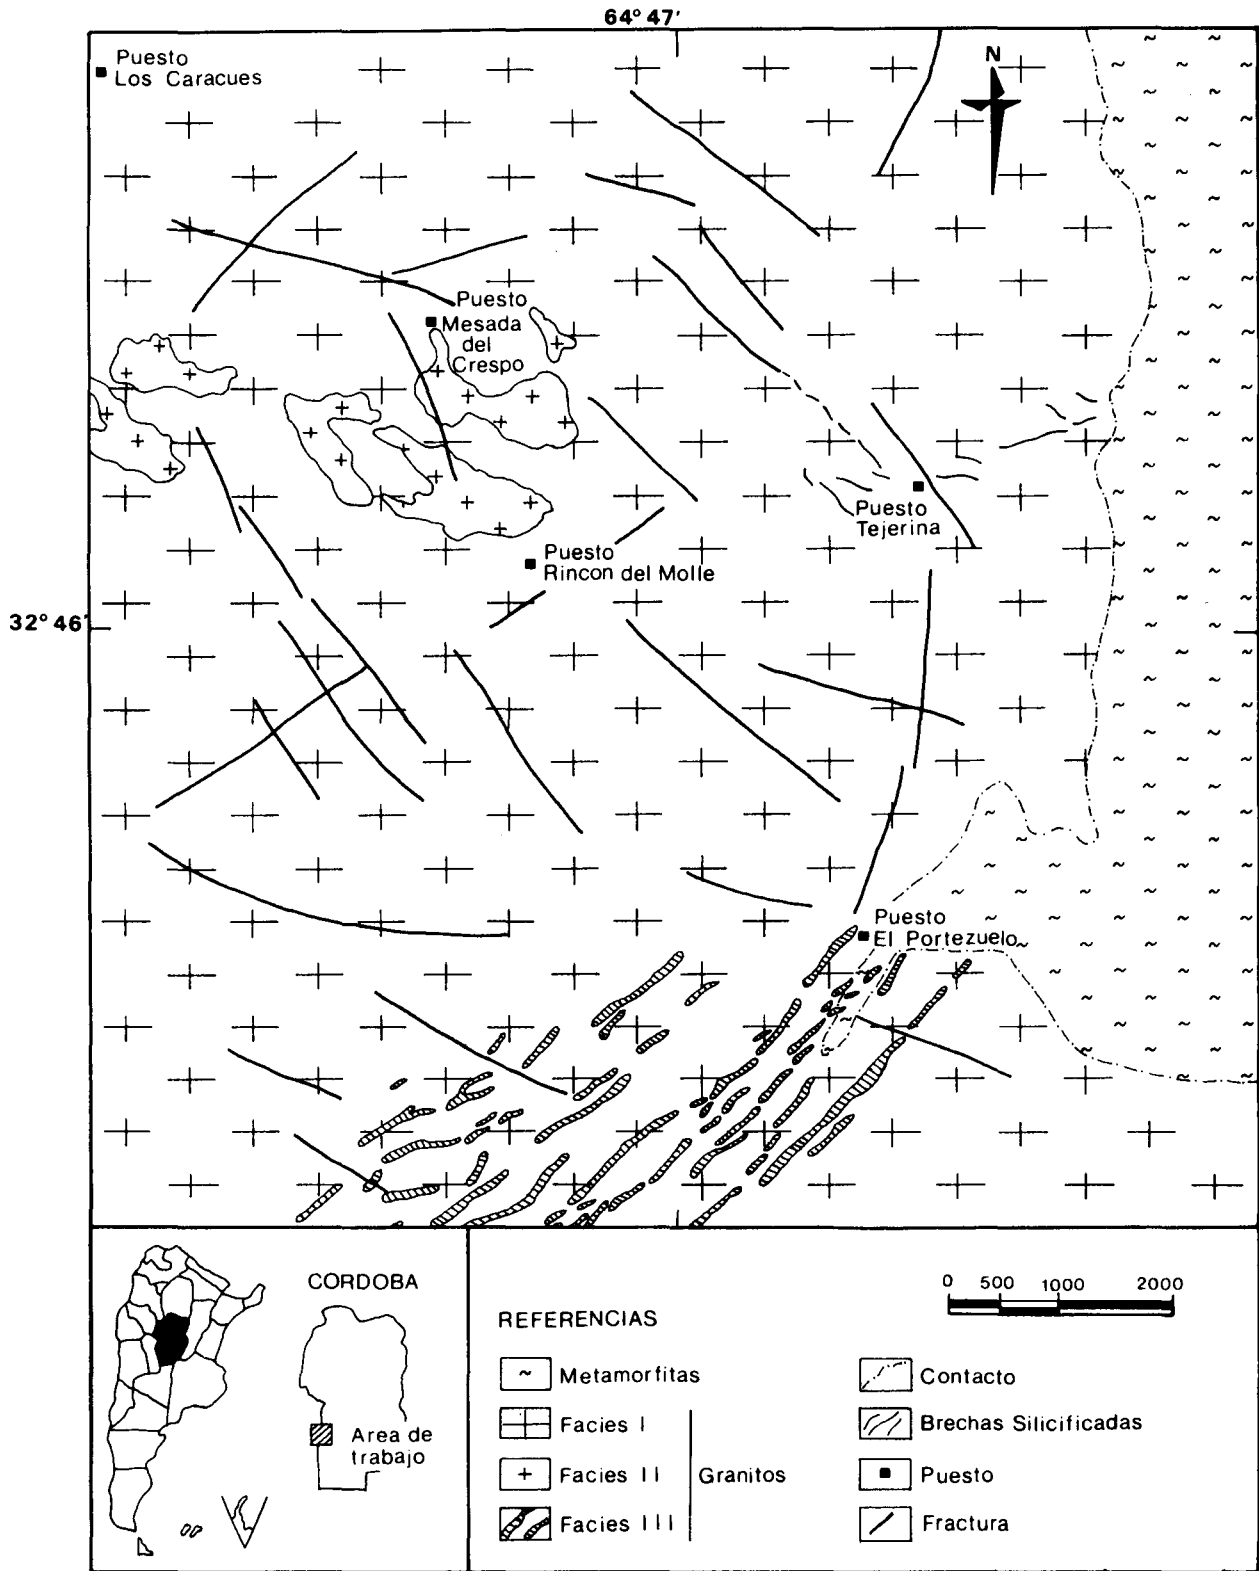 64° 47'
Puesto
Los Caracues
N
Puesto
Mesada
del
Crespo
Puesto
Tejerina
Puesto
Rincon del Molle
32° 46'
Puesto
El Portezuelo
CORDOBA
Area de
trabajo
0 500 1000 2000
REFERENCIAS
Metamorfitas
Facies I
Facies II
Facies III
Granitos
Contacto
Brechas Silicificadas
Puesto
Fractura